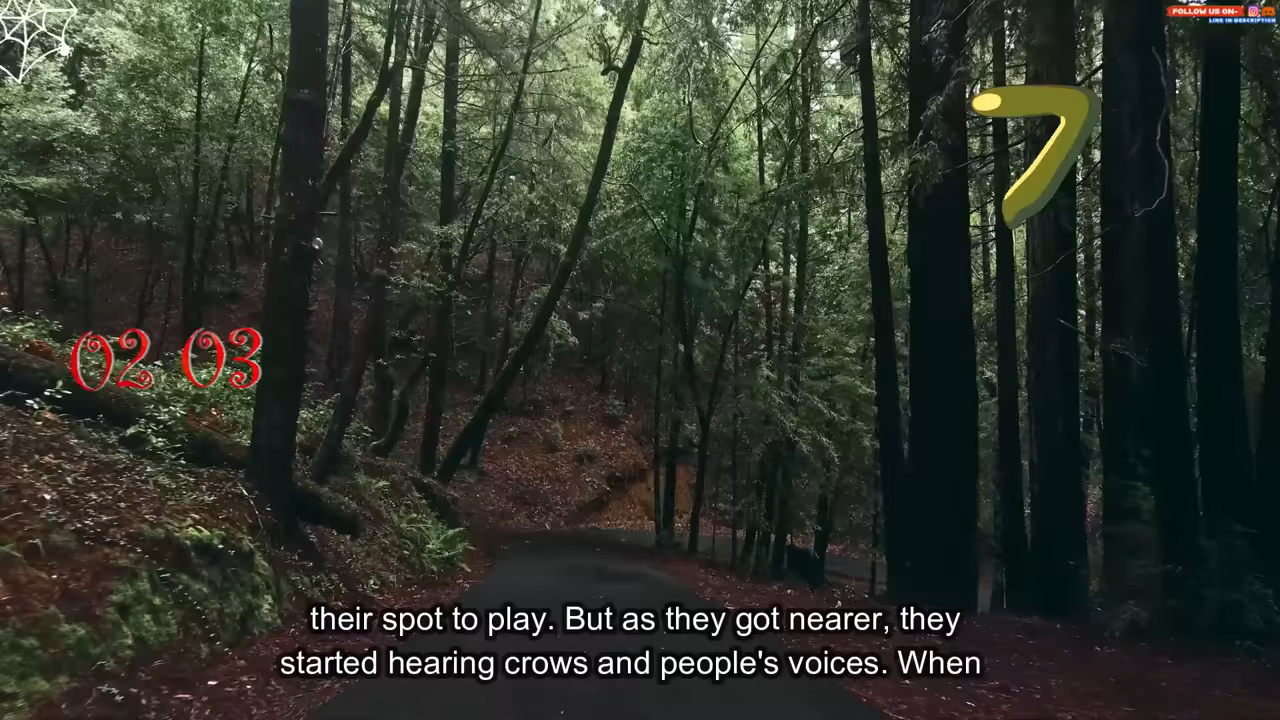 FOLLOW US ON-
LINK IN DESCRIPTION
7
02 03
their spot to play. But as they got nearer, they
started hearing crows and people's voices. When